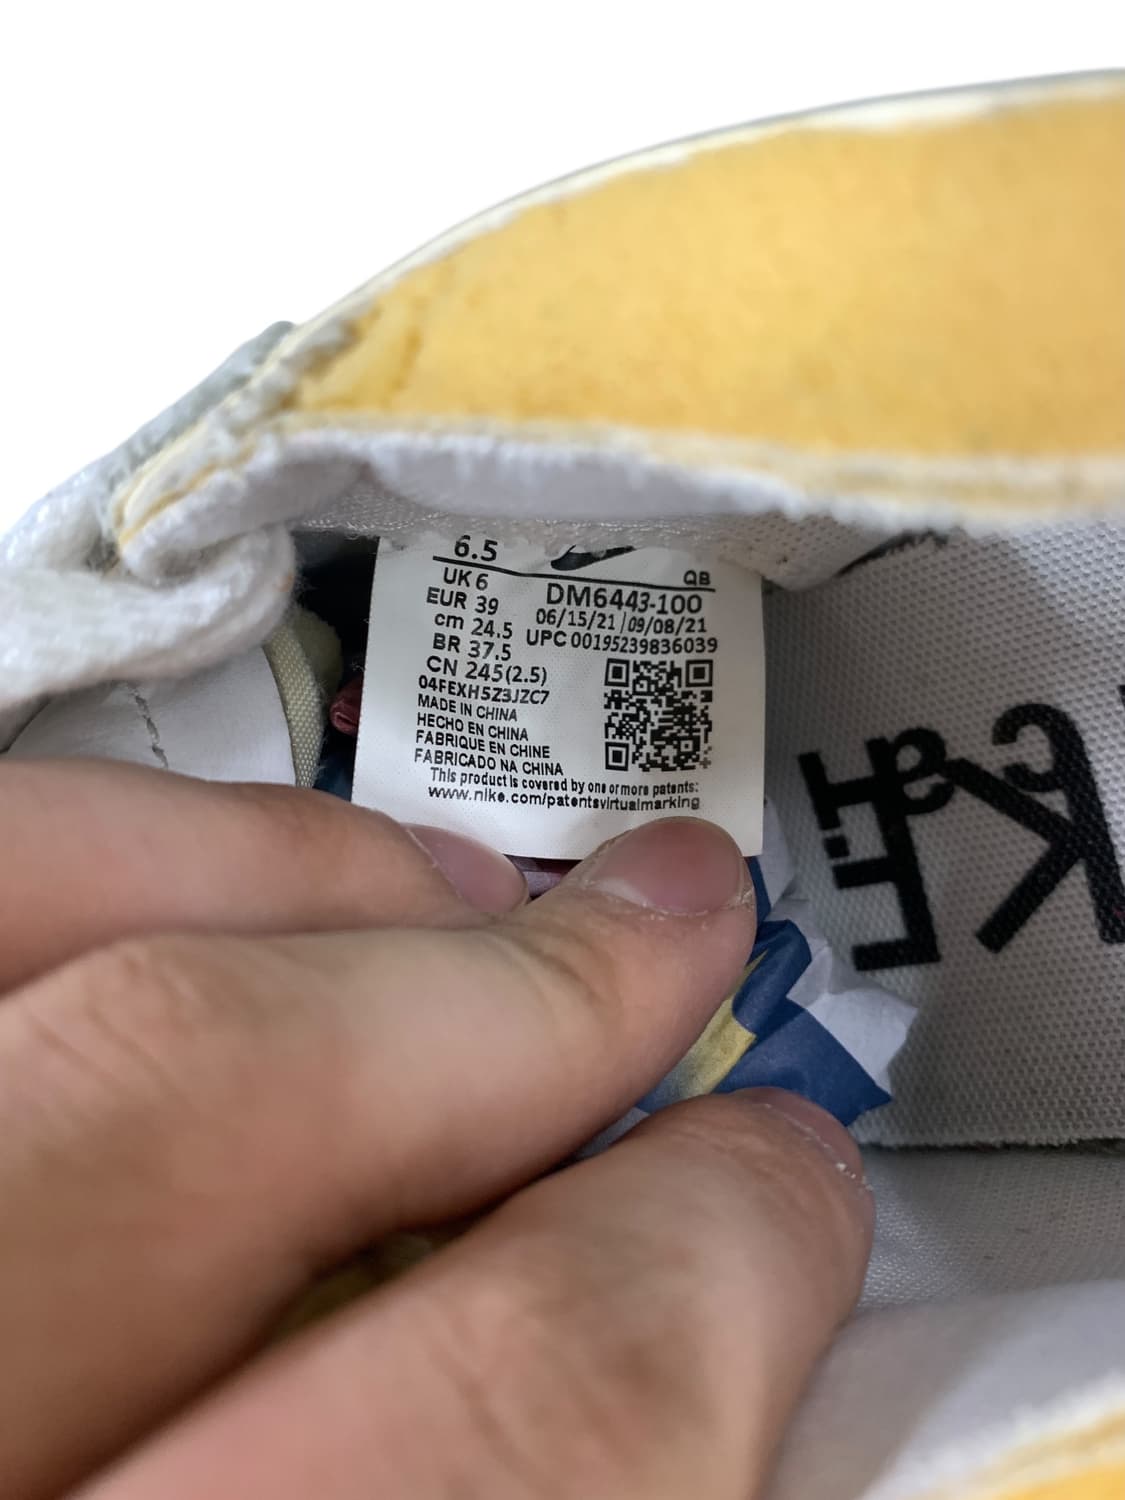 6.5
UK 6
EUR 39
cm 24.5
BR 37.5
CN 245(2.5)
QB
DM6443-100
06/15/21 | 09/08/21
UPC 00195239836039
04FEXH5Z3JZC7
MADE IN CHINA
HECHO EN CHINA
FABRIQUE EN CHINE
FABRICADO NA CHINA
This product is covered by one or more patents:
www.nike.com/patentsvirtualmarking